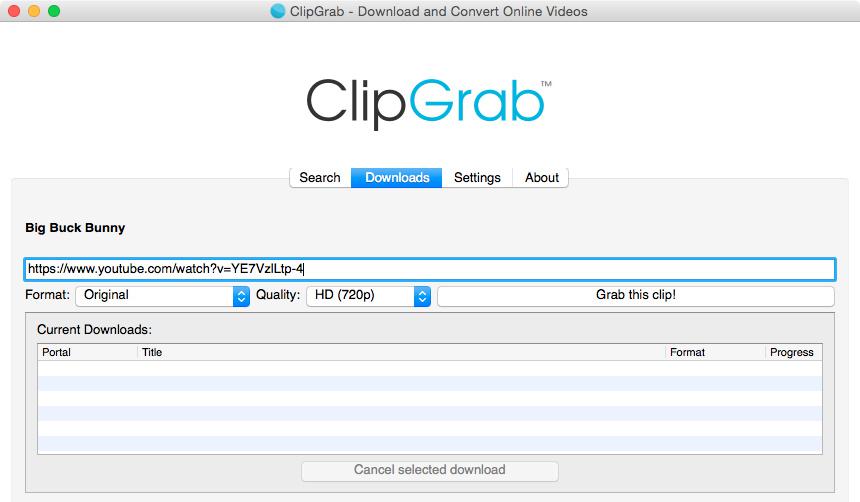 ClipGrab - Download and Convert Online Videos
ClipGrab™
Search Downloads Settings About
Big Buck Bunny
https://www.youtube.com/watch?v=YE7VzlLtp-4
Format: Original Quality: HD (720p) Grab this clip!
Current Downloads:
Portal Title Format Progress
Cancel selected download